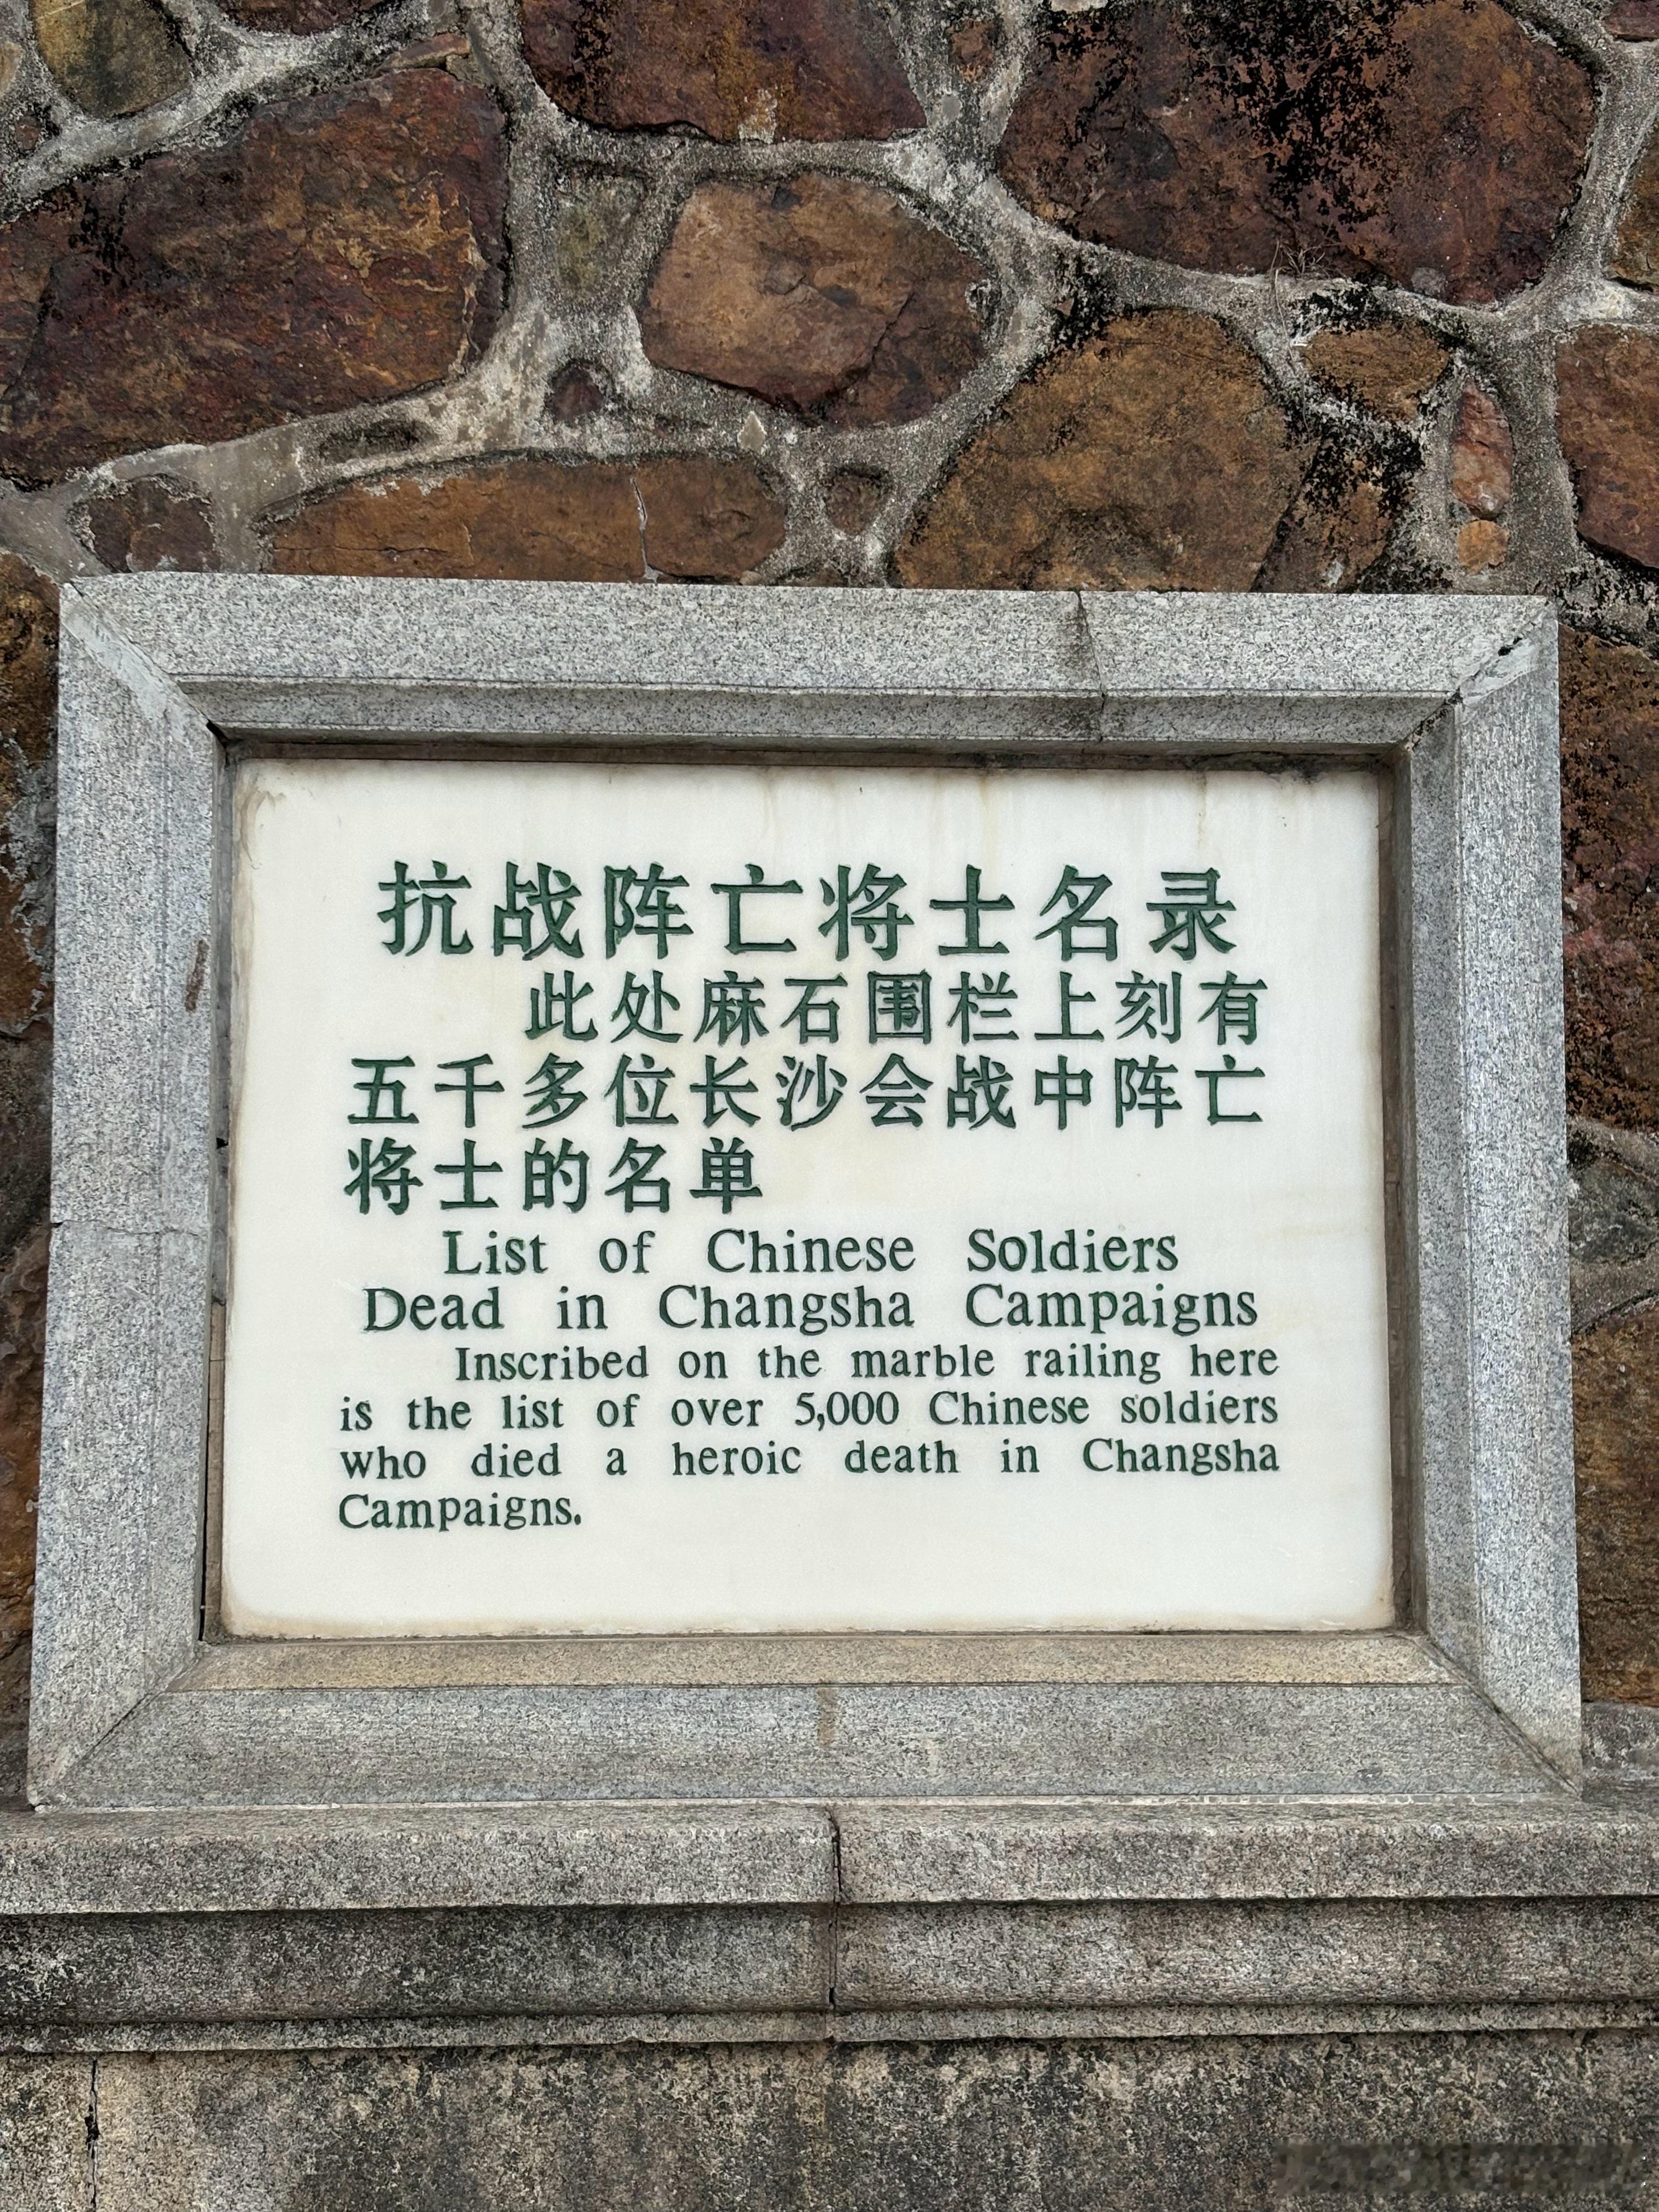 抗战阵亡将士名录
此处麻石围栏上刻有
五千多位长沙会战中阵亡
将士的名单
List of Chinese Soldiers
Dead in Changsha Campaigns
Inscribed on the marble railing here
is the list of over 5,000 Chinese soldiers
who died a heroic death in Changsha
Campaigns.